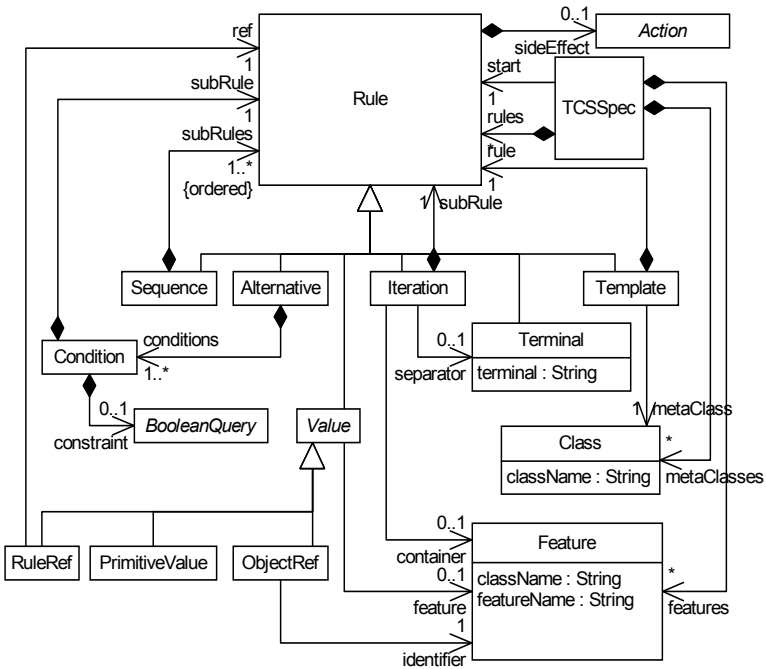 ref
0..1
Action
sideEffect
1
start
subRule
Rule
1
TCSSpec
1
rules
subRules
*
rule
1..*
{ordered}
1
1
subRule
Sequence
Alternative
Iteration
Template
conditions
0..1
Terminal
Condition
1..*
separator
terminal : String
0..1
1
metaClass
constraint
BooleanQuery
Value
Class
*
className : String
metaClasses
0..1
Feature
container
RuleRef
PrimitiveValue
ObjectRef
0..1
className : String
*
feature
featureName : String
features
1
identifier